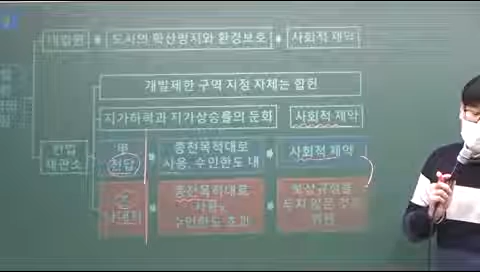 대법원
도시의 확산방지와 환경보호
사회적 제약
개발제한 구역 지정 자체는 합헌
지가하락과 지가상승률의 둔화
사회적 제약
헌법
재판소
甲
전답
종전목적대로
사용, 수인한도 내
사회적 제약
乙
나대지
종전목적대로
수인한도 초과
보상규정을
두지 않은 것은
위헌